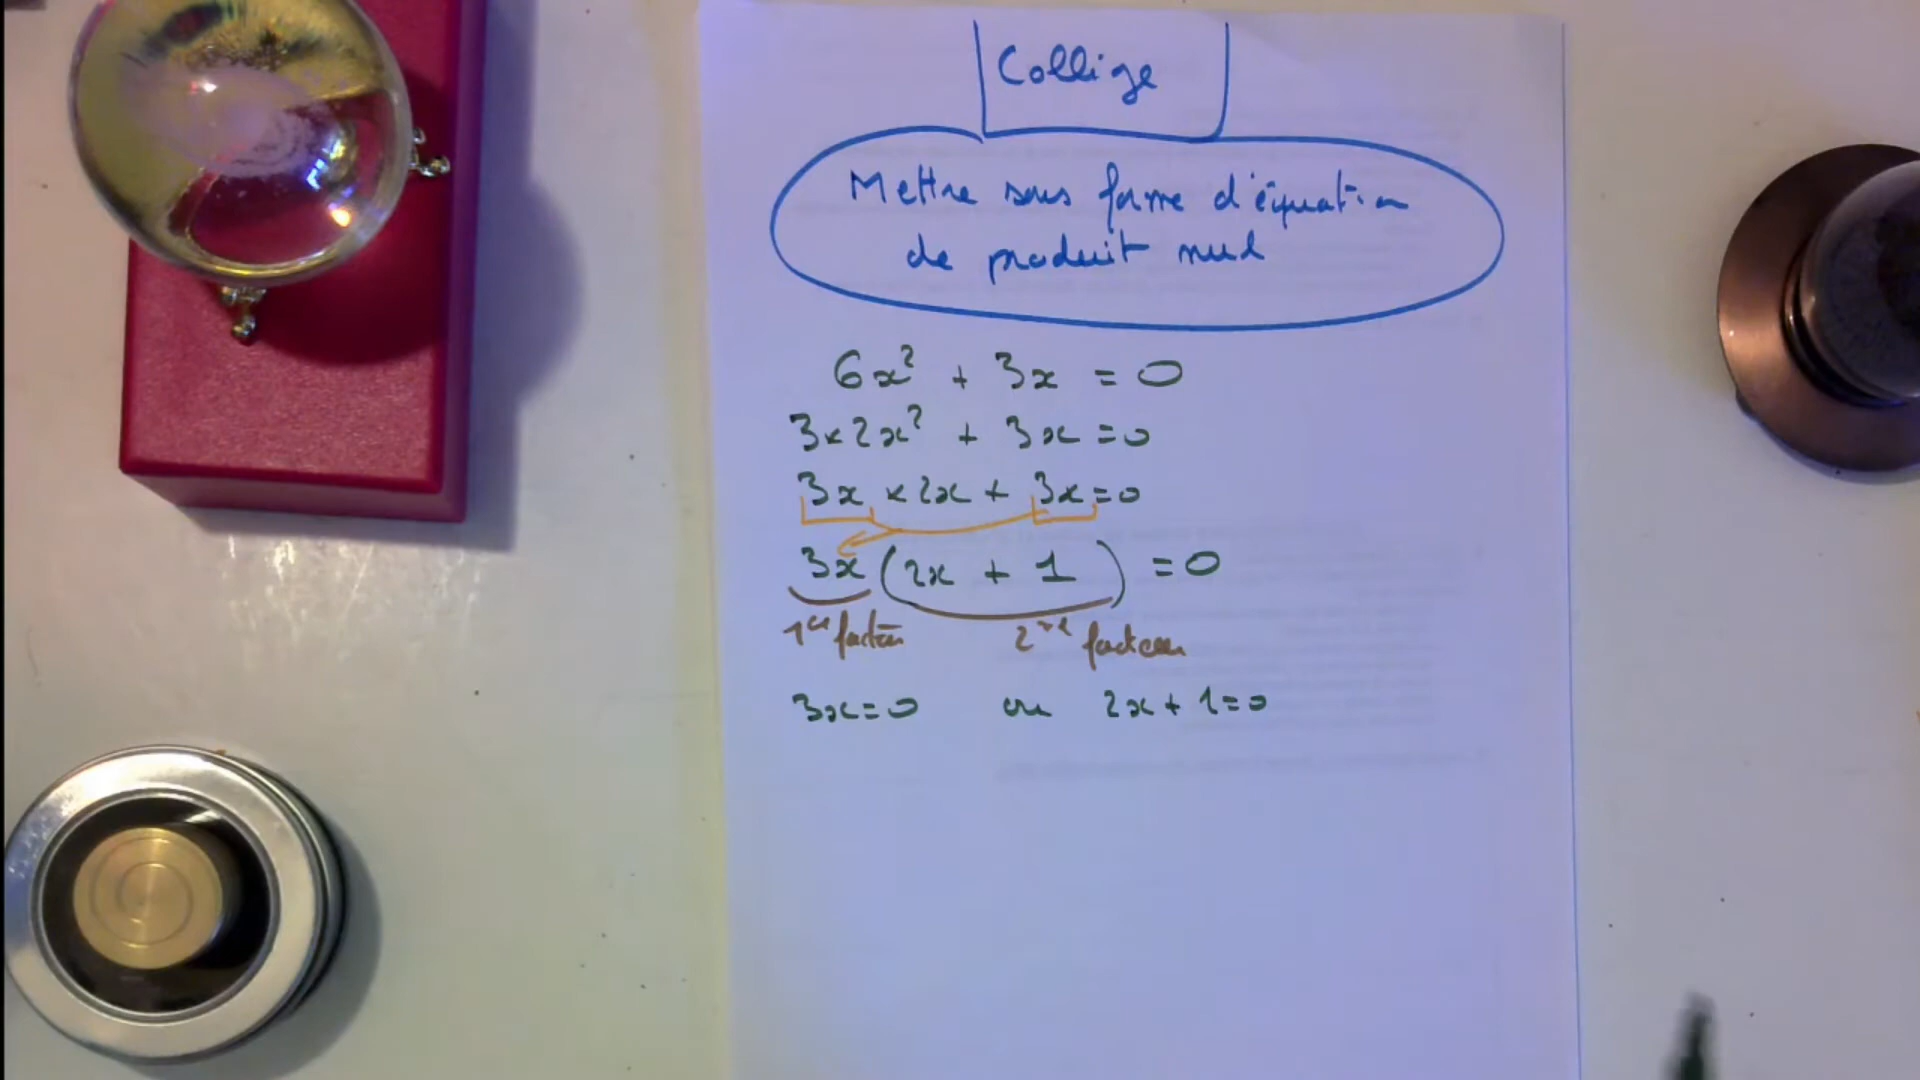 Collège
Mettre sous forme d'équation
de produit nul
6x² + 3x = 0
3×2x² + 3x = 0
3x × 2x + 3x = 0
3x (2x + 1) = 0
1er facteur 2nd facteur
3x = 0 ou 2x + 1 = 0